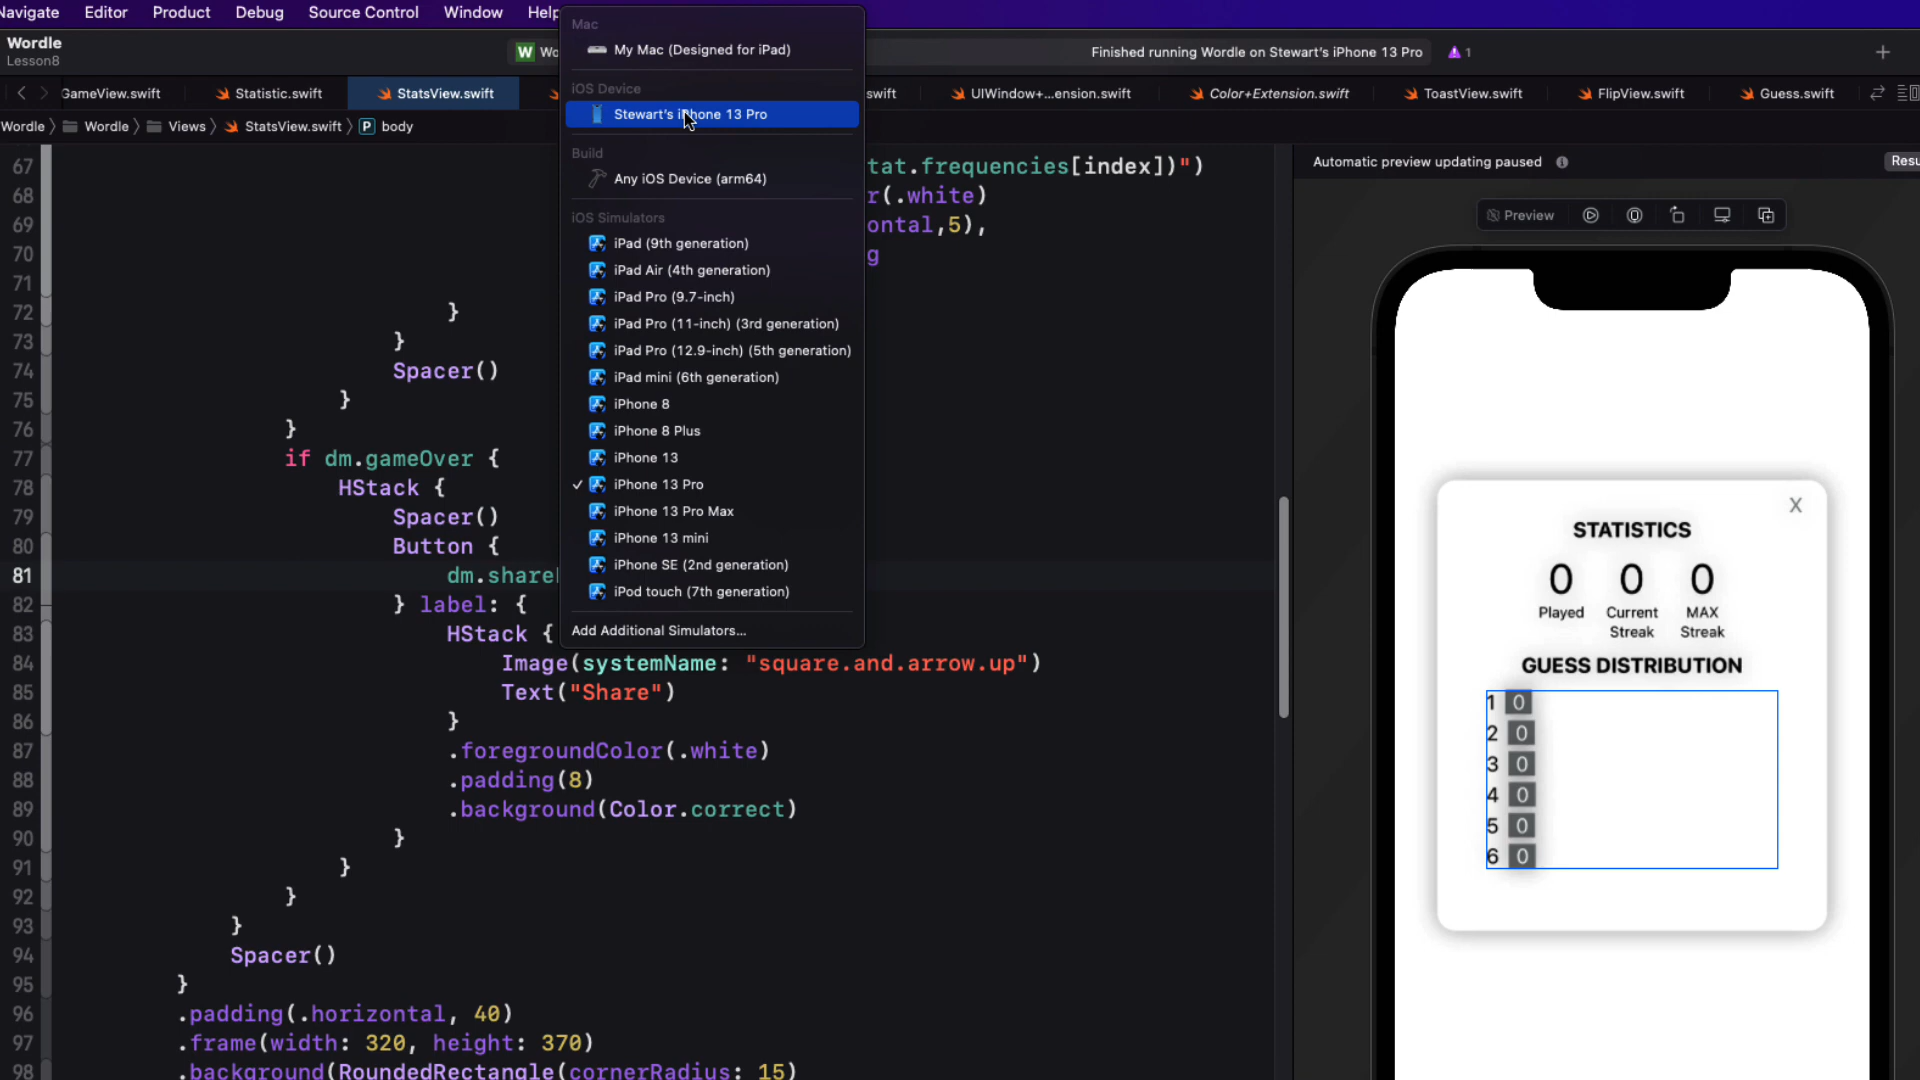 Navigate Editor Product Debug Source Control Window Help
Wordle
Lesson8
W Wo
Finished running Wordle on Stewart's iPhone 13 Pro 1
GameView.swift Statistic.swift StatsView.swift swift UIWindow+...ension.swift Color+Extension.swift ToastView.swift FlipView.swift Guess.swift
Wordle Wordle Views StatsView.swift P body
Mac
My Mac (Designed for iPad)
iOS Device
Stewart's iPhone 13 Pro
Build
Any iOS Device (arm64)
iOS Simulators
iPad (9th generation)
iPad Air (4th generation)
iPad Pro (9.7-inch)
iPad Pro (11-inch) (3rd generation)
iPad Pro (12.9-inch) (5th generation)
iPad mini (6th generation)
iPhone 8
iPhone 8 Plus
iPhone 13
iPhone 13 Pro
iPhone 13 Pro Max
iPhone 13 mini
iPhone SE (2nd generation)
iPod touch (7th generation)
Add Additional Simulators...
67 tat.frequencies[index])")
68 r(.white)
69 ontal,5),
70 g
71
72 }
73 }
74 Spacer()
75 }
76 }
77 if dm.gameOver {
78 HStack {
79 Spacer()
80 Button {
81 dm.share
82 } label: {
83 HStack {
84 Image(systemName: "square.and.arrow.up")
85 Text("Share")
86 }
87 .foregroundColor(.white)
88 .padding(8)
89 .background(Color.correct)
90 }
91 }
92 }
93 }
94 Spacer()
95 }
96 .padding(.horizontal, 40)
97 .frame(width: 320, height: 370)
98 .background(RoundedRectangle(cornerRadius: 15)
Automatic preview updating paused Resu
Preview
X
STATISTICS
0 0 0
Played Current Streak MAX Streak
GUESS DISTRIBUTION
1 0
2 0
3 0
4 0
5 0
6 0